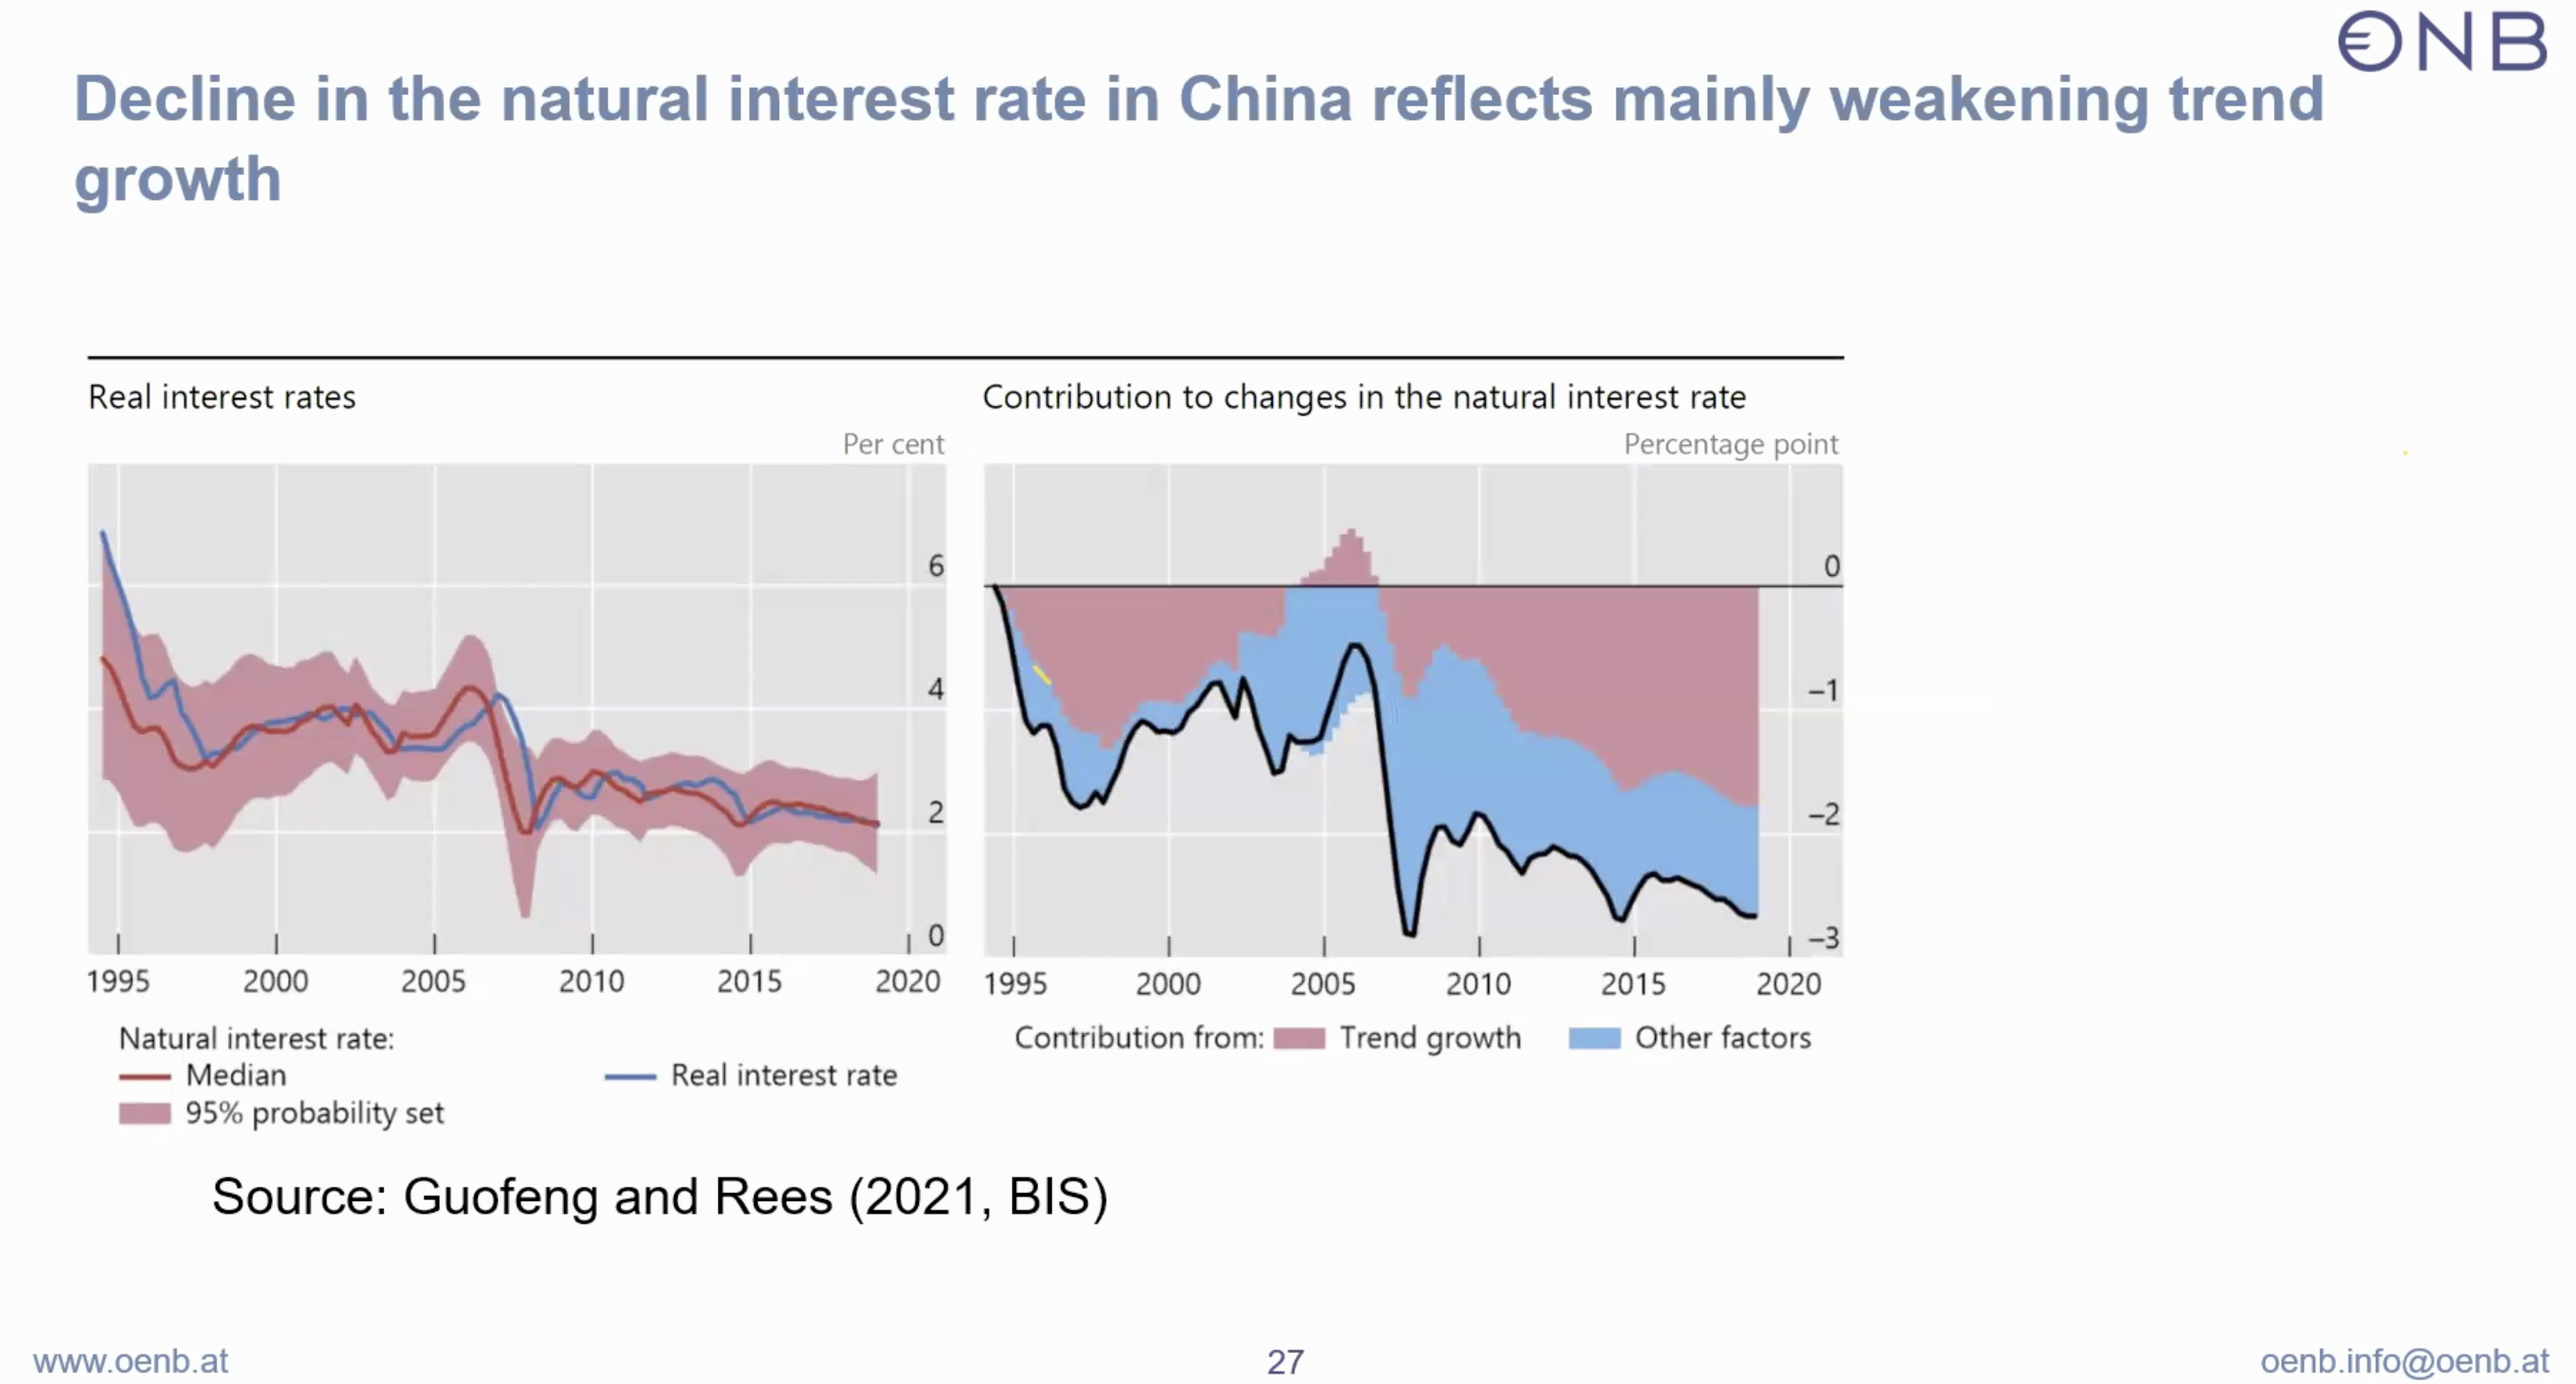 €ONB
Decline in the natural interest rate in China reflects mainly weakening trend
growth
Real interest rates
Per cent
6
4
2
0
1995 2000 2005 2010 2015 2020
Natural interest rate:
Median
Real interest rate
95% probability set
Contribution to changes in the natural interest rate
Percentage point
0
–1
–2
–3
1995 2000 2005 2010 2015 2020
Contribution from: Trend growth Other factors
Source: Guofeng and Rees (2021, BIS)
www.oenb.at
27
oenb.info@oenb.at